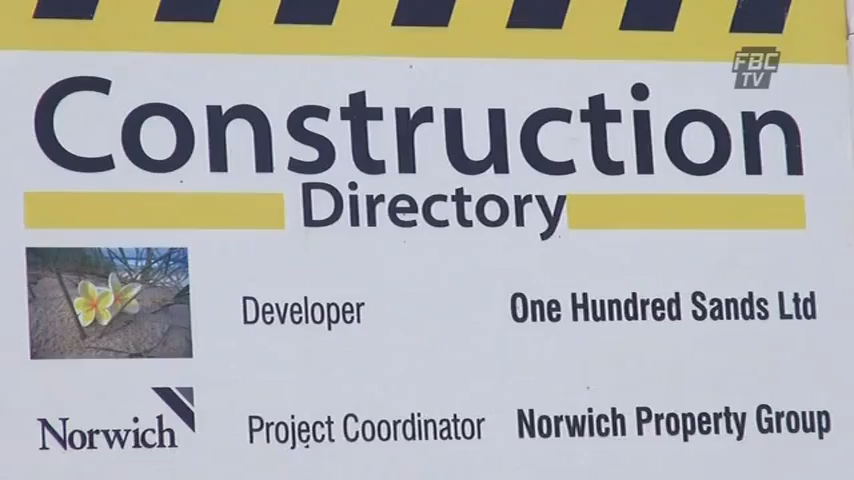 FBC
TV
Construction
Directory
Developer One Hundred Sands Ltd
Norwich Project Coordinator Norwich Property Group